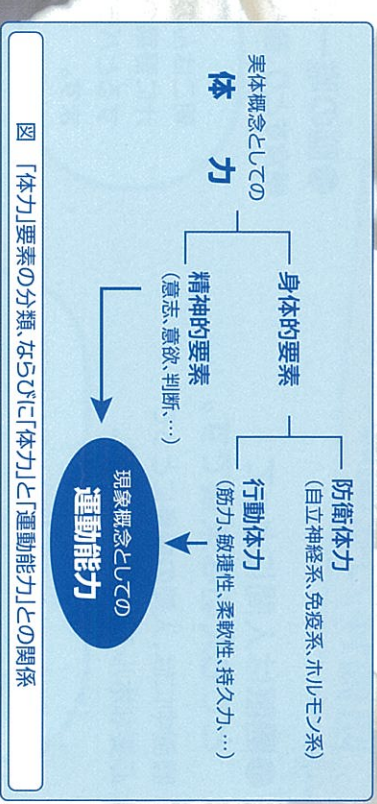 実体概念としての
体 力
身体的要素
防衛体力
(自立神経系、免疫系、ホルモン系)
行動体力
(筋力、敏捷性、柔軟性、持久力、…)
精神的要素
(意志、意欲、判断、…)
現象概念としての
運動能力
図 「体力」要素の分類、ならびに「体力」と「運動能力」との関係